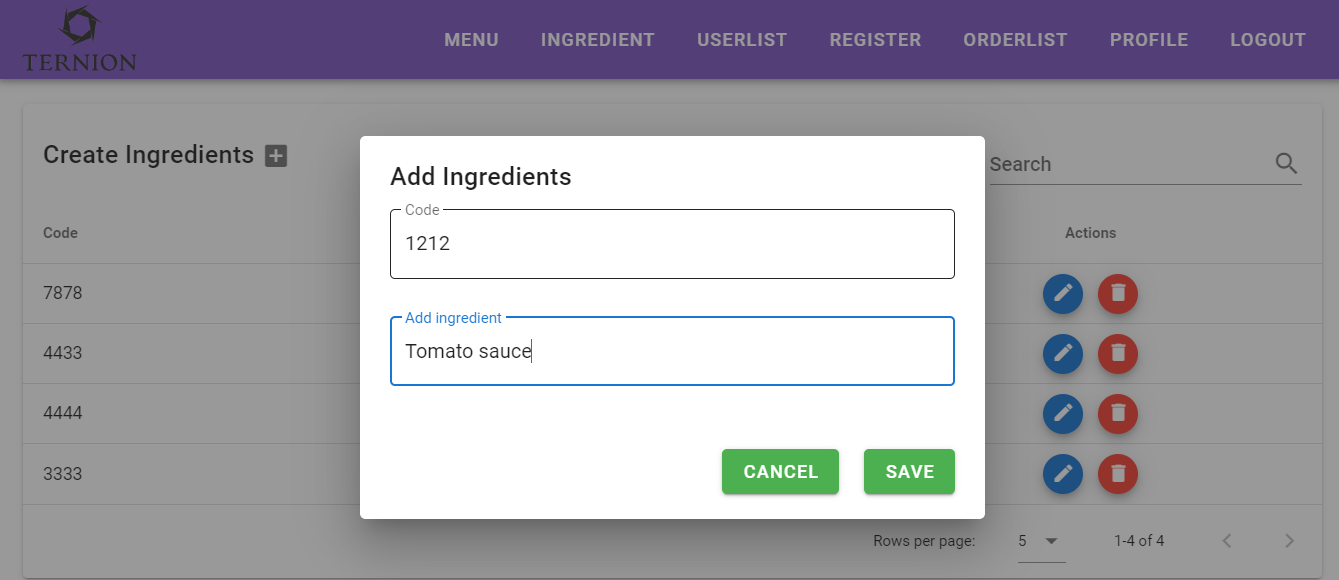 TERNION
MENU INGREDIENT USERLIST REGISTER ORDERLIST PROFILE LOGOUT
Create Ingredients
Search
Code Actions
7878
4433
4444
3333
Rows per page: 5 1-4 of 4
Add Ingredients
Code
1212
Add ingredient
Tomato sauce
CANCEL SAVE